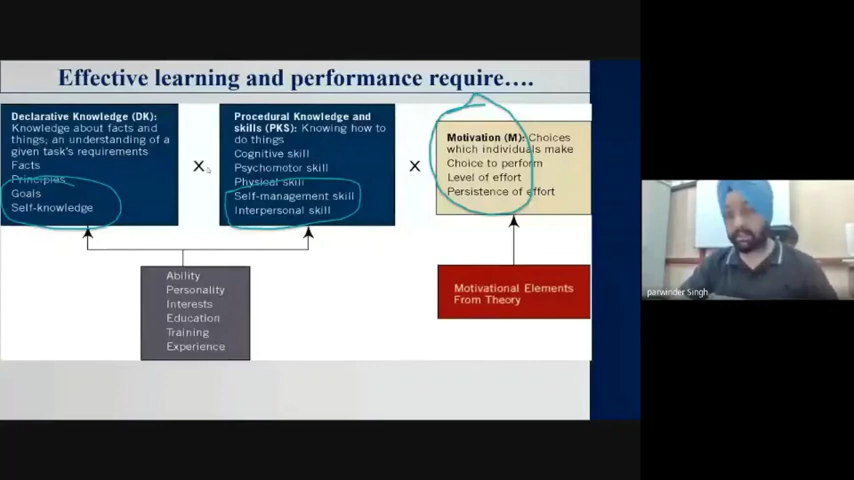 Effective learning and performance require….
Declarative Knowledge (DK):
Knowledge about facts and
things; an understanding of a
given task's requirements
Facts
Principles
Goals
Self-knowledge
X
Procedural Knowledge and
skills (PKS): Knowing how to
do things
Cognitive skill
Psychomotor skill
Physical skill
Self-management skill
Interpersonal skill
X
Motivation (M): Choices
which individuals make
Choice to perform
Level of effort
Persistence of effort
Ability
Personality
Interests
Education
Training
Experience
Motivational Elements
From Theory
parwinder Singh